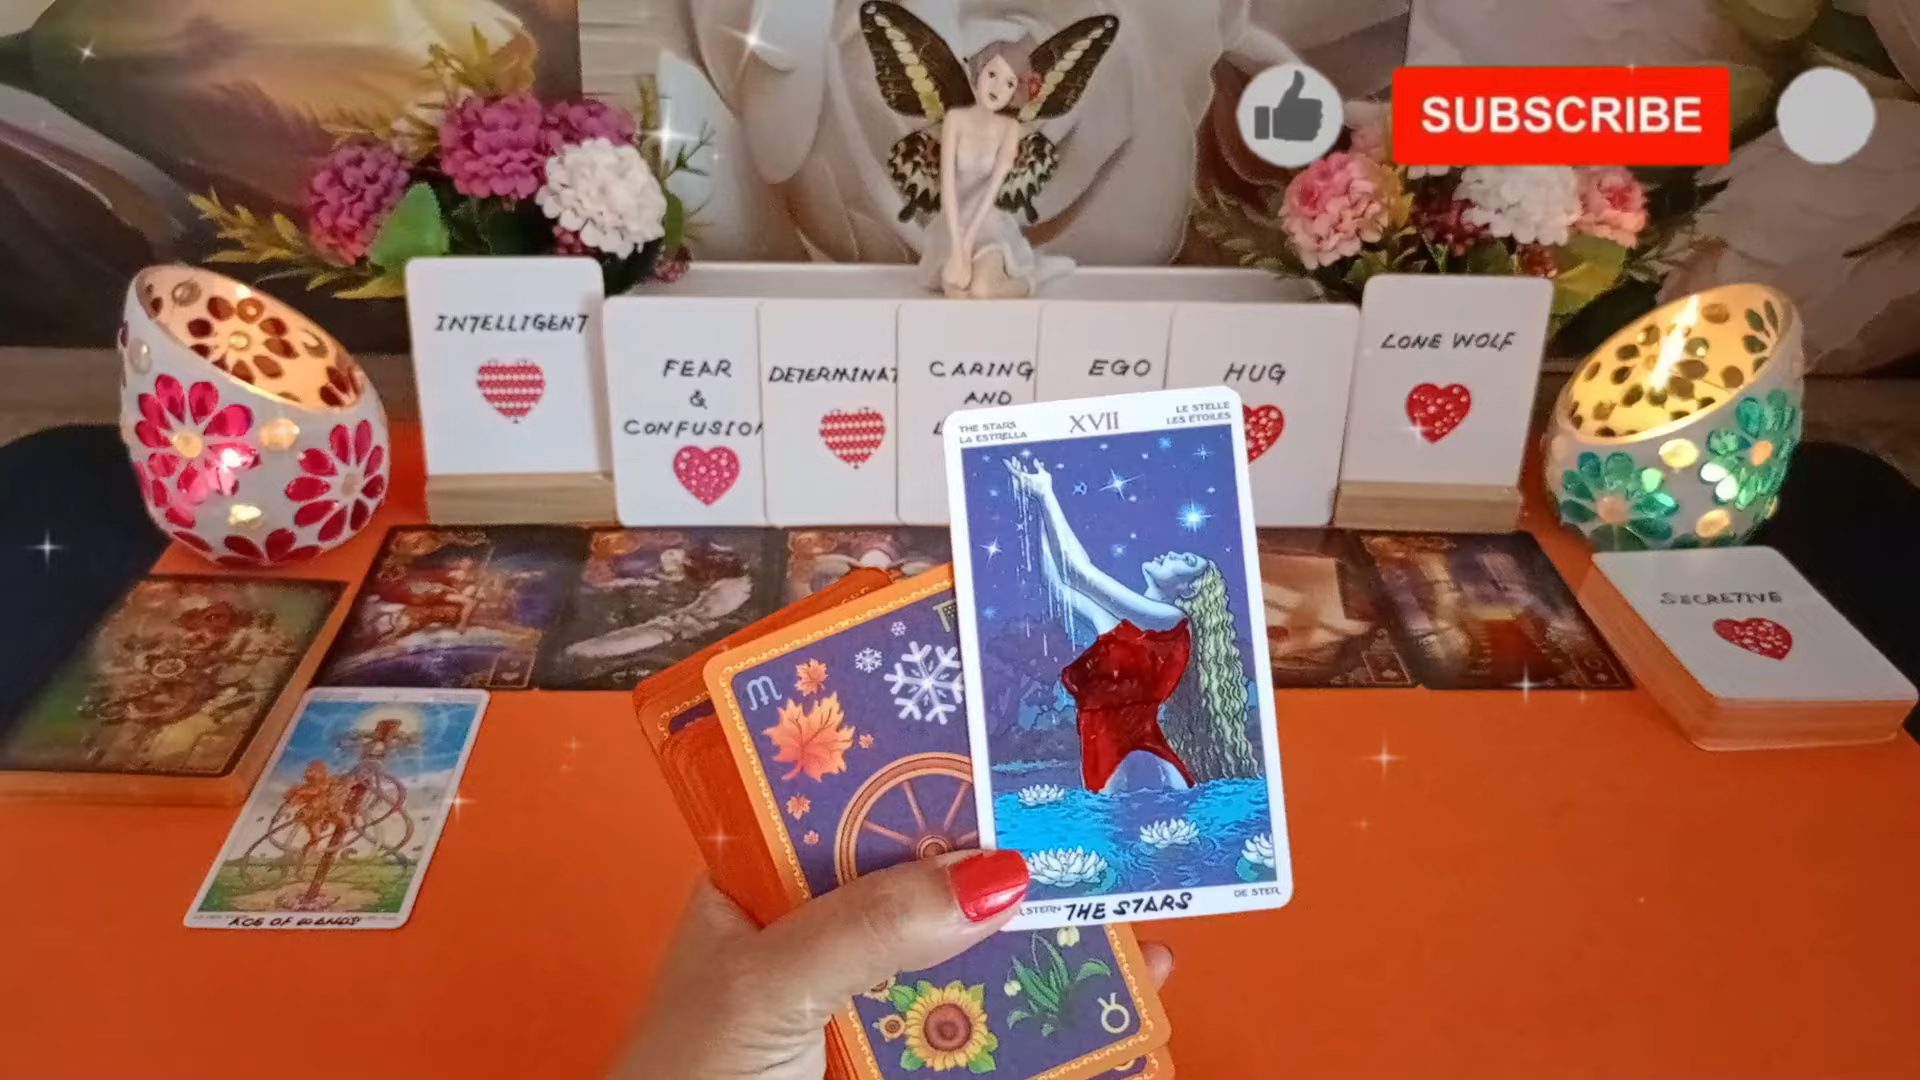 SUBSCRIBE
INTELLIGENT
FEAR
&
CONFUSION
DETERMINAT
CARING
AND
L
EGO
HUG
LONE WOLF
SECRETIVE
THE STARS
LA ESTRELLA
XVII
LE STELLE
LES ETOILES
STERN
THE STARS
DE STER
ACE OF WANDS